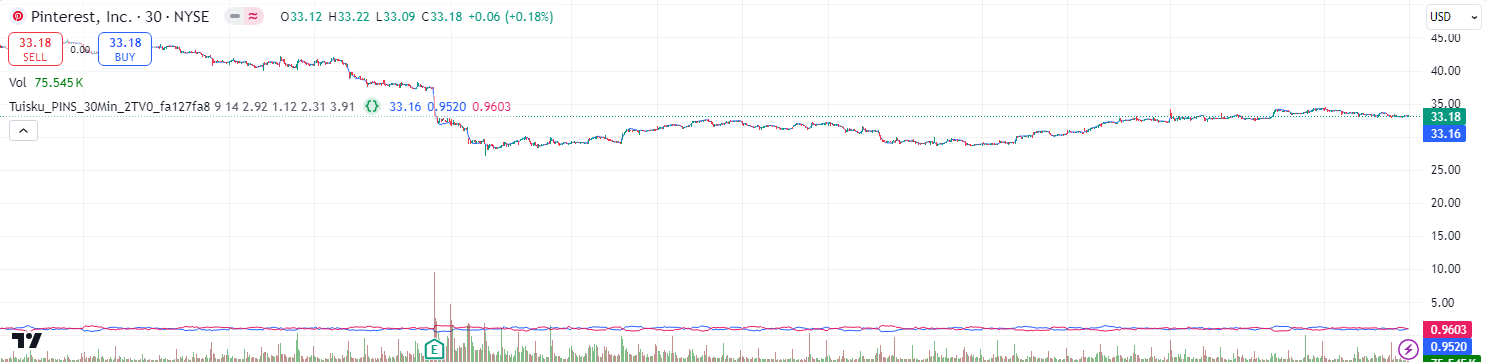 Pinterest, Inc. · 30 · NYSE O33.12 H33.22 L33.09 C33.18 +0.06 (+0.18%)
USD
33.18 0.00 33.18
SELL BUY
Vol 75.545 K
Tuisku_PINS_30Min_2TV0_fa127fa8 9 14 2.92 1.12 2.31 3.91 {} 33.16 0.9520 0.9603
45.00
40.00
35.00
33.18
33.16
25.00
20.00
15.00
10.00
5.00
0.9603
0.9520
75.545 K
E